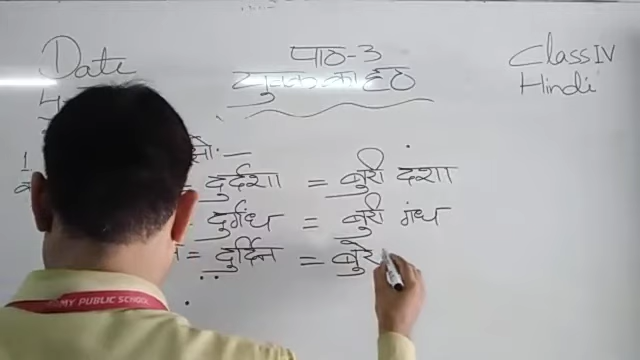 Date
पाठ-3
Class IV
Hindi
= दुर्दशा = बुरी दशा
दुर्गंध = बुरी गंध
= दुर्दिन = बुरे
MY PUBLIC SCHOOL